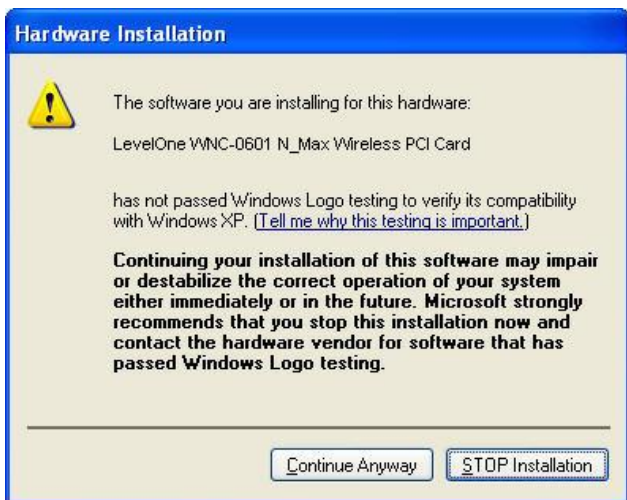 Hardware Installation
The software you are installing for this hardware:
LevelOne WNC-0601 N_Max Wireless PCI Card
has not passed Windows Logo testing to verify its compatibility
with Windows XP. (Tell me why this testing is important.)
Continuing your installation of this software may impair
or destabilize the correct operation of your system
either immediately or in the future. Microsoft strongly
recommends that you stop this installation now and
contact the hardware vendor for software that has
passed Windows Logo testing.
Continue Anyway
STOP Installation